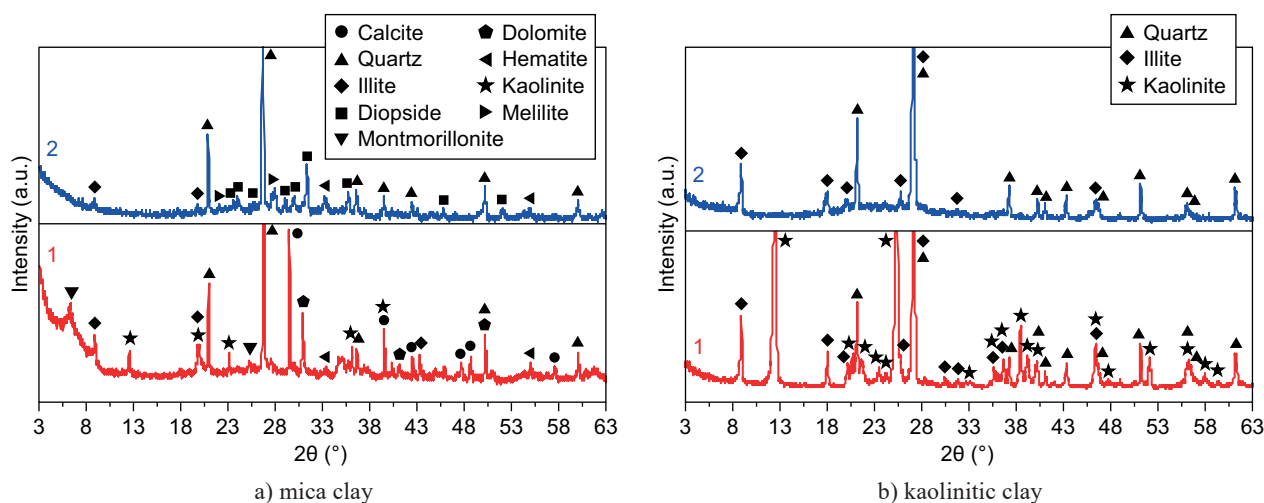 Calcite
Quartz
Illite
Diopside
Montmorillonite
Dolomite
Hematite
Kaolinite
Melilite
2
1
Intensity (a.u.)
3 8 13 18 23 28 33 38 43 48 53 58 63
2θ (°)
a) mica clay
Quartz
Illite
Kaolinite
2
1
Intensity (a.u.)
3 8 13 18 23 28 33 38 43 48 53 58 63
2θ (°)
b) kaolinitic clay